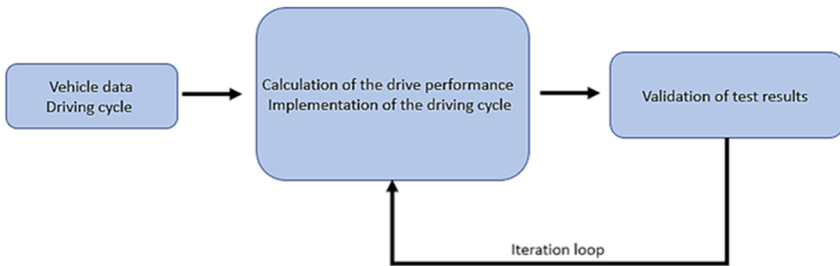 Vehicle data
Driving cycle
Calculation of the drive performance
Implementation of the driving cycle
Validation of test results
Iteration loop